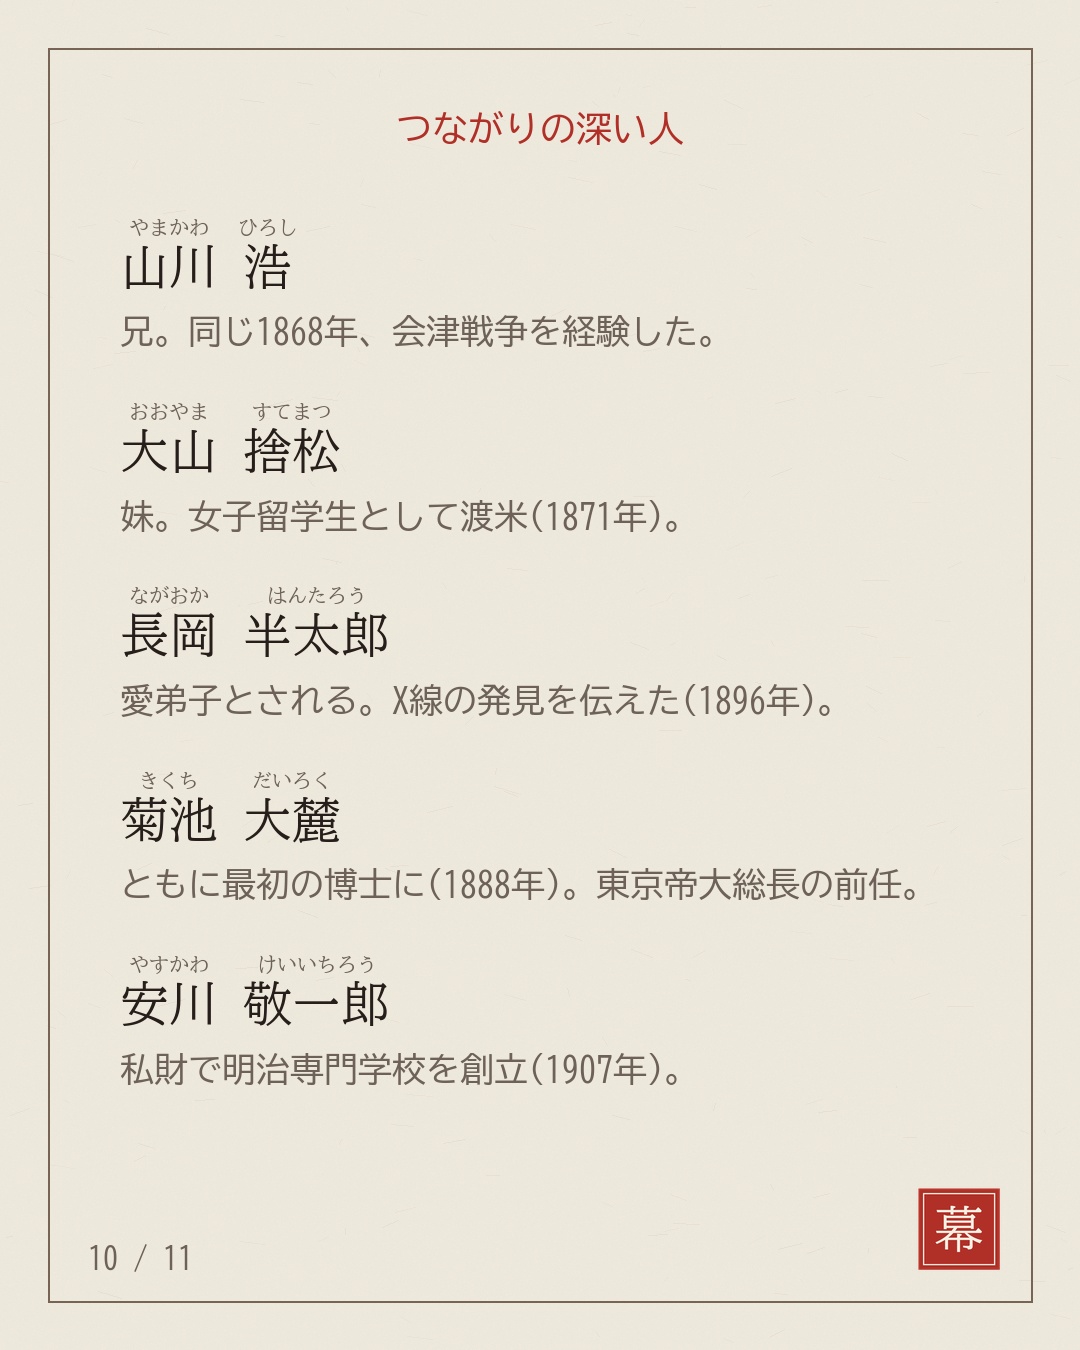 つながりの深い人
やまかわ ひろし
山川 浩
兄。同じ1868年、会津戦争を経験した。
おおやま すてまつ
大山 捨松
妹。女子留学生として渡米(1871年)。
ながおか はんたろう
長岡 半太郎
愛弟子とされる。X線の発見を伝えた(1896年)。
きくち だいろく
菊池 大麓
ともに最初の博士に(1888年)。東京帝大総長の前任。
やすかわ けいいちろう
安川 敬一郎
私財で明治専門学校を創立(1907年)。
幕
10 / 11